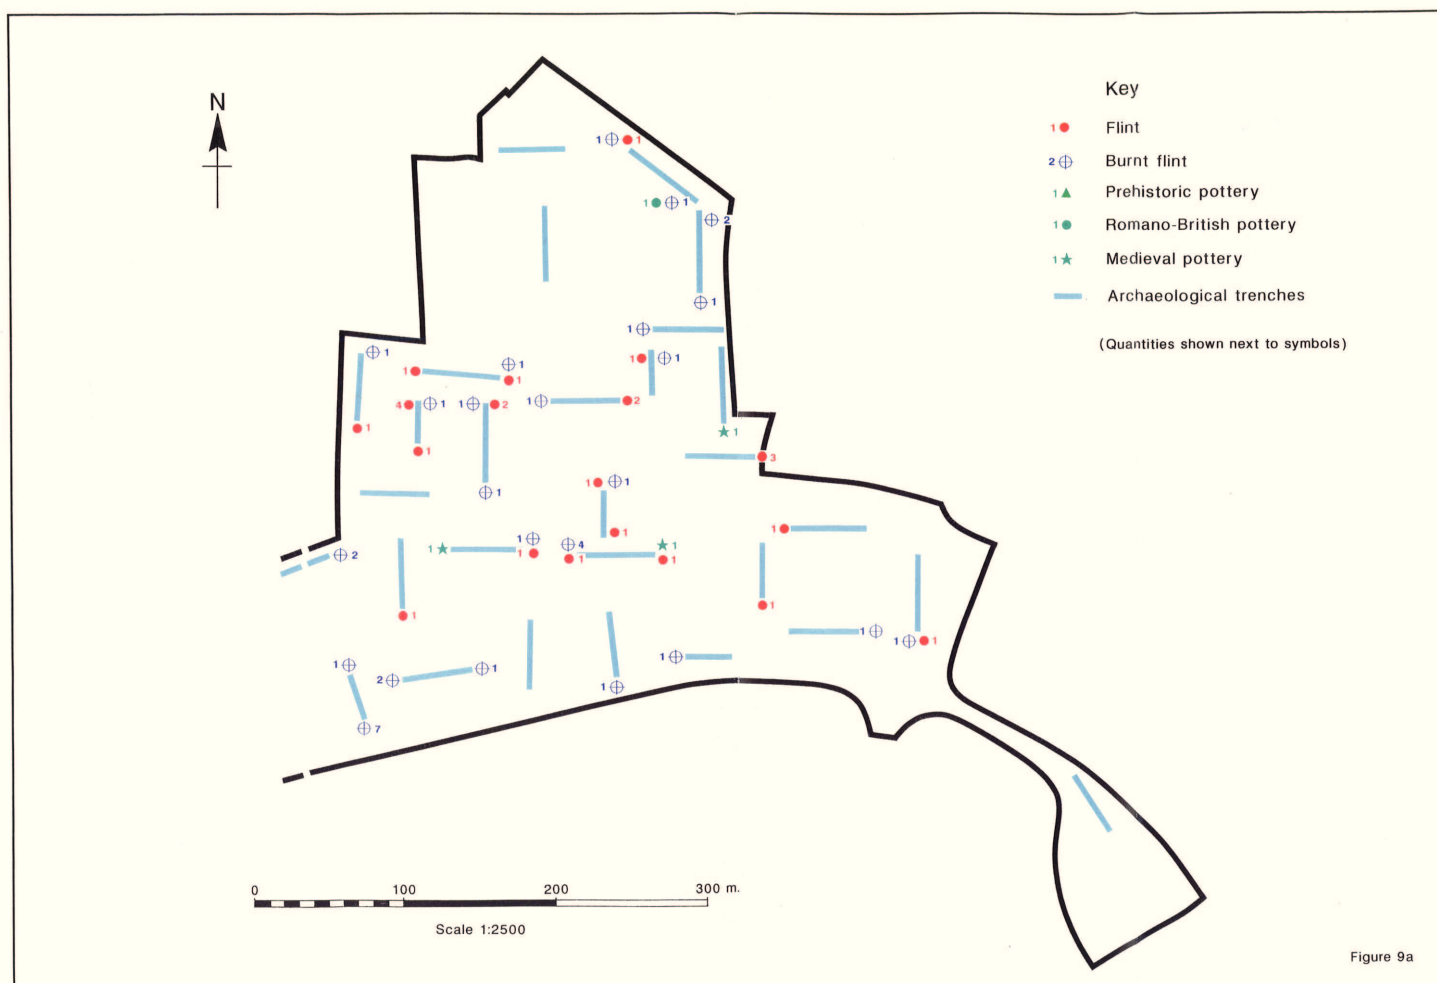 N
Key
1 Flint
2 Burnt flint
1 Prehistoric pottery
1 Romano-British pottery
1 Medieval pottery
Archaeological trenches
(Quantities shown next to symbols)
1 1
1 1
2
1
1
1 1
1 1
1
1
1 2
4 1 1 2
1
1
1
3
1
1 1
1
1
1 1 4 1
1 1 1
2
1
1
1 1 1
1
1 1
2
1
7
0 100 200 300 m.
Scale 1:2500
Figure 9a